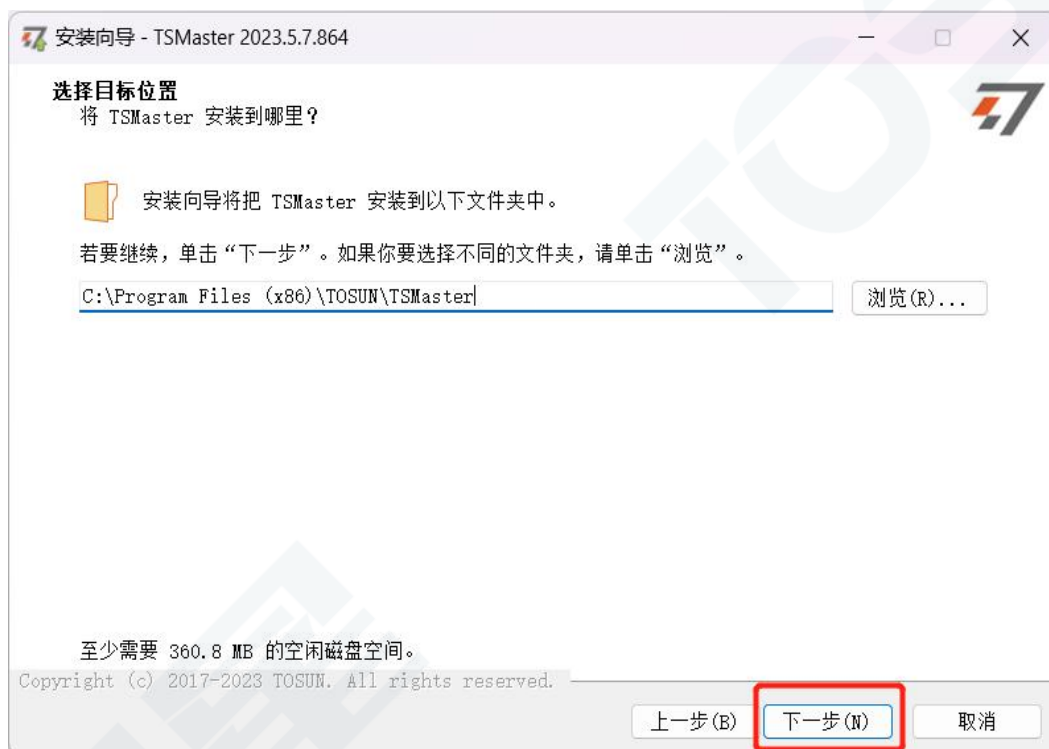 安装向导 - TSMaster 2023.5.7.864
选择目标位置
将 TSMaster 安装到哪里？
安装向导将把 TSMaster 安装到以下文件夹中。
若要继续，单击“下一步”。如果你要选择不同的文件夹，请单击“浏览”。
C:\Program Files (x86)\TOSUN\TSMaster
浏览(R)...
至少需要 360.8 MB 的空闲磁盘空间。
Copyright (c) 2017-2023 TOSUN. All rights reserved.
上一步(B) 下一步(N) 取消